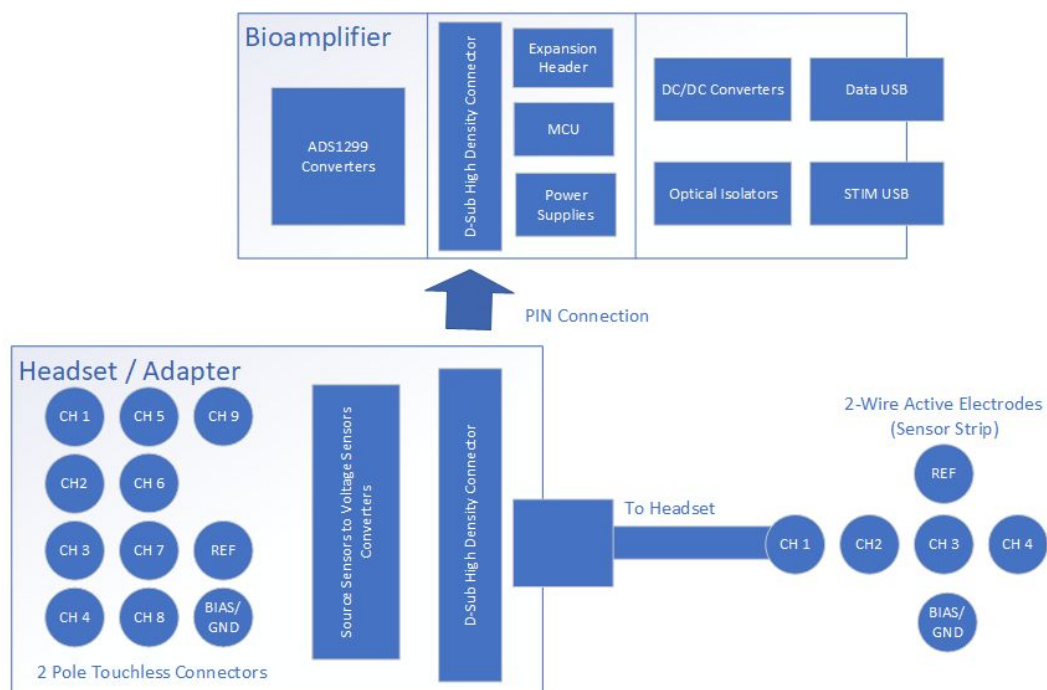 Bioamplifier
ADS1299
Converters
D-Sub High Density Connector
Expansion
Header
MCU
Power
Supplies
DC/DC Converters
Data USB
Optical Isolators
STIM USB
PIN Connection
Headset / Adapter
CH 1
CH 5
CH 9
CH2
CH 6
CH 3
CH 7
REF
CH 4
CH 8
BIAS/
GND
2 Pole Touchless Connectors
Source Sensors to Voltage Sensors
Converters
D-Sub High Density Connector
To Headset
2-Wire Active Electrodes
(Sensor Strip)
REF
CH 1
CH2
CH 3
CH 4
BIAS/
GND